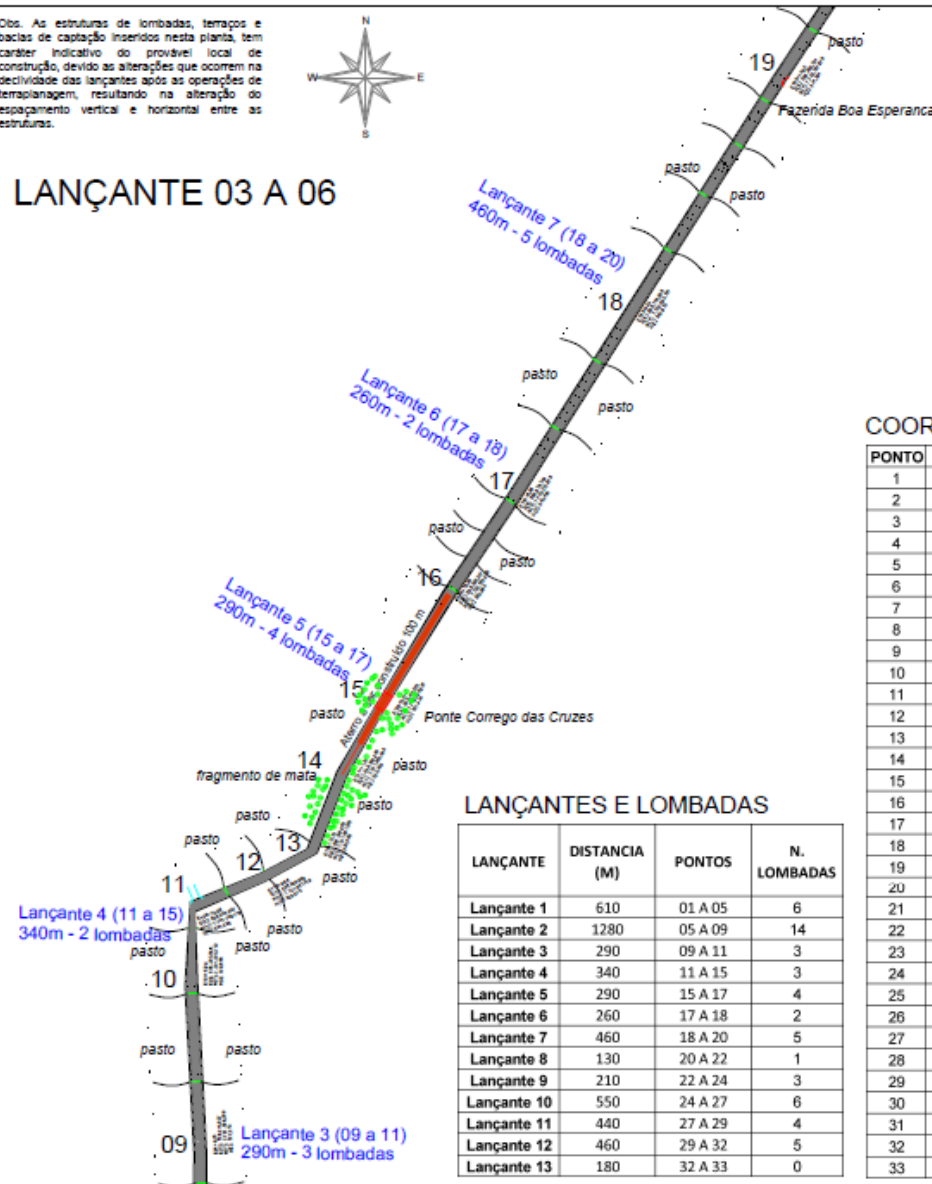 Obs. As estruturas de lombadas, terraços e
bacias de captação inseridos nesta planta, tem
caráter indicativo do provável local de
construção, devido as alterações que ocorrem na
declividade das lançantes após as operações de
terraplanagem, resultando na alteração do
espaçamento vertical e horizontal entre as
estruturas.
N
W
E
S
LANÇANTE 03 A 06
pasto
19
Fazenda Boa Esperanca
pasto
pasto
Lançante 7 (18 a 20)
460m - 5 lombadas
18
pasto
pasto
Lançante 6 (17 a 18)
260m - 2 lombadas
17
pasto
pasto
16
Lançante 5 (15 a 17)
290m - 4 lombadas
Aterro
construído 100 m
15
pasto
Ponte Corrego das Cruzes
14
fragmento de mata
pasto
pasto
pasto
13
pasto
12
pasto
11
Lançante 4 (11 a 15)
340m - 2 lombadas
pasto
pasto
10
pasto
pasto
09
Lançante 3 (09 a 11)
290m - 3 lombadas
LANÇANTES E LOMBADAS
LANÇANTE DISTANCIA (M) PONTOS N. LOMBADAS
Lançante 1 610 01 A 05 6
Lançante 2 1280 05 A 09 14
Lançante 3 290 09 A 11 3
Lançante 4 340 11 A 15 3
Lançante 5 290 15 A 17 4
Lançante 6 260 17 A 18 2
Lançante 7 460 18 A 20 5
Lançante 8 130 20 A 22 1
Lançante 9 210 22 A 24 3
Lançante 10 550 24 A 27 6
Lançante 11 440 27 A 29 4
Lançante 12 460 29 A 32 5
Lançante 13 180 32 A 33 0
COOR
PONTO
1
2
3
4
5
6
7
8
9
10
11
12
13
14
15
16
17
18
19
20
21
22
23
24
25
26
27
28
29
30
31
32
33